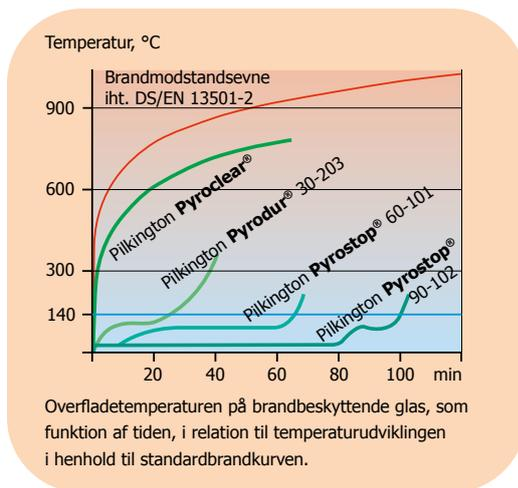 Temperatur, °C
Brandmodstandsevne
iht. DS/EN 13501-2
900
600
300
140
Pilkington Pyroclear®
Pilkington Pyrodur® 30-203
Pilkington Pyrostop® 60-101
Pilkington Pyrostop®
90-102
20 40 60 80 100 min
Overfladetemperaturen på brandbeskyttende glas, som
funktion af tiden, i relation til temperaturudviklingen
i henhold til standardbrandkurven.